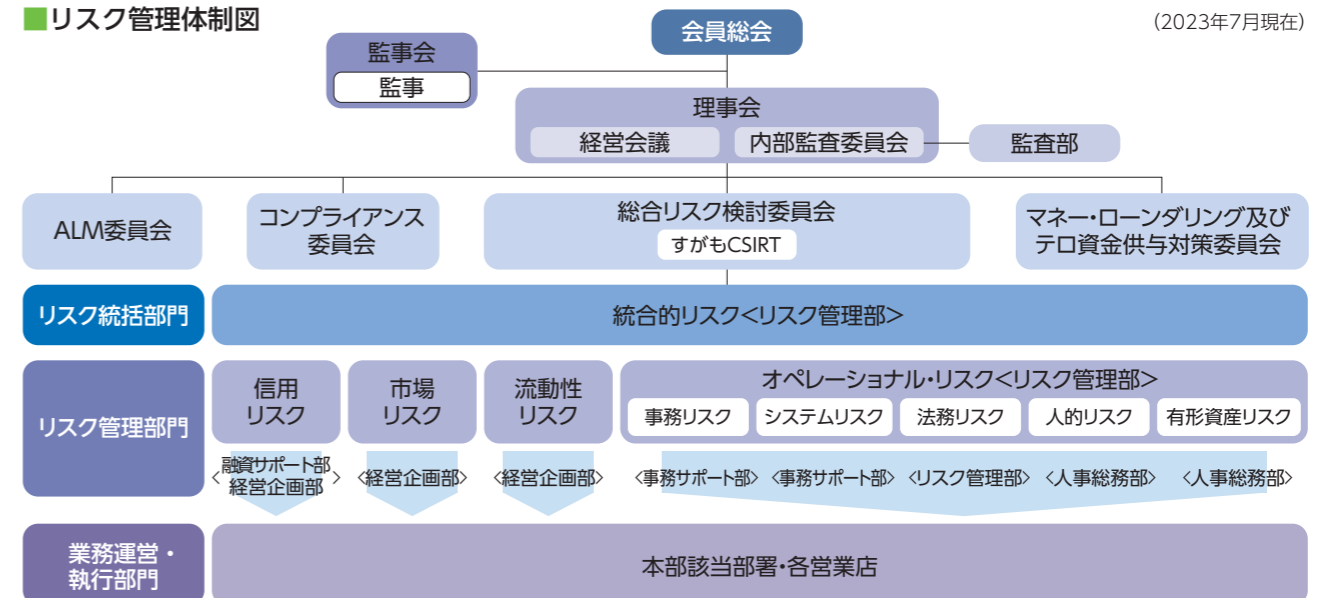 ■リスク管理体制図
(2023年7月現在)
会員総会
監事会
監事
理事会
経営会議
内部監査委員会
監査部
ALM委員会
コンプライアンス
委員会
総合リスク検討委員会
すがもCSIRT
マネー・ローンダリング及び
テロ資金供与対策委員会
リスク統括部門
統合的リスク<リスク管理部>
リスク管理部門
信用
リスク
市場
リスク
流動性
リスク
オペレーショナル・リスク<リスク管理部>
事務リスク
システムリスク
法務リスク
人的リスク
有形資産リスク
〈融資サポート部
経営企画部〉
〈経営企画部〉
〈経営企画部〉
〈事務サポート部〉
〈事務サポート部〉
〈リスク管理部〉
〈人事総務部〉
〈人事総務部〉
業務運営・
執行部門
本部該当部署・各営業店